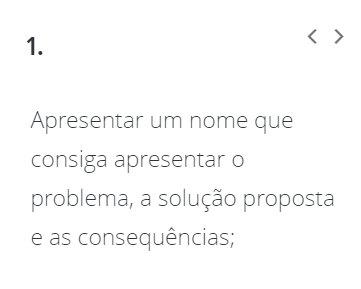 1.
Apresentar um nome que
consiga apresentar o
problema, a solução proposta
e as consequências;